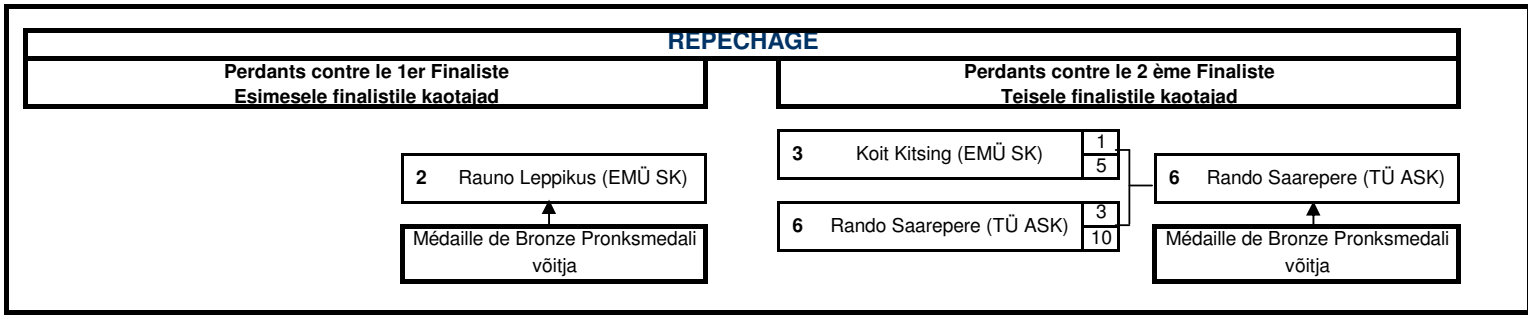 REPECHAGE
Perdants contre le 1er Finaliste
Esimesele finalistile kaotajad
Perdants contre le 2 ème Finaliste
Teisele finalistile kaotajad
2 Rauno Leppikus (EMÜ SK)
Médaille de Bronze Pronksmedali
võitja
3 Koit Kitsing (EMÜ SK) 1
5
6 Rando Saarepere (TÜ ASK) 3
10
6 Rando Saarepere (TÜ ASK)
Médaille de Bronze Pronksmedali
võitja